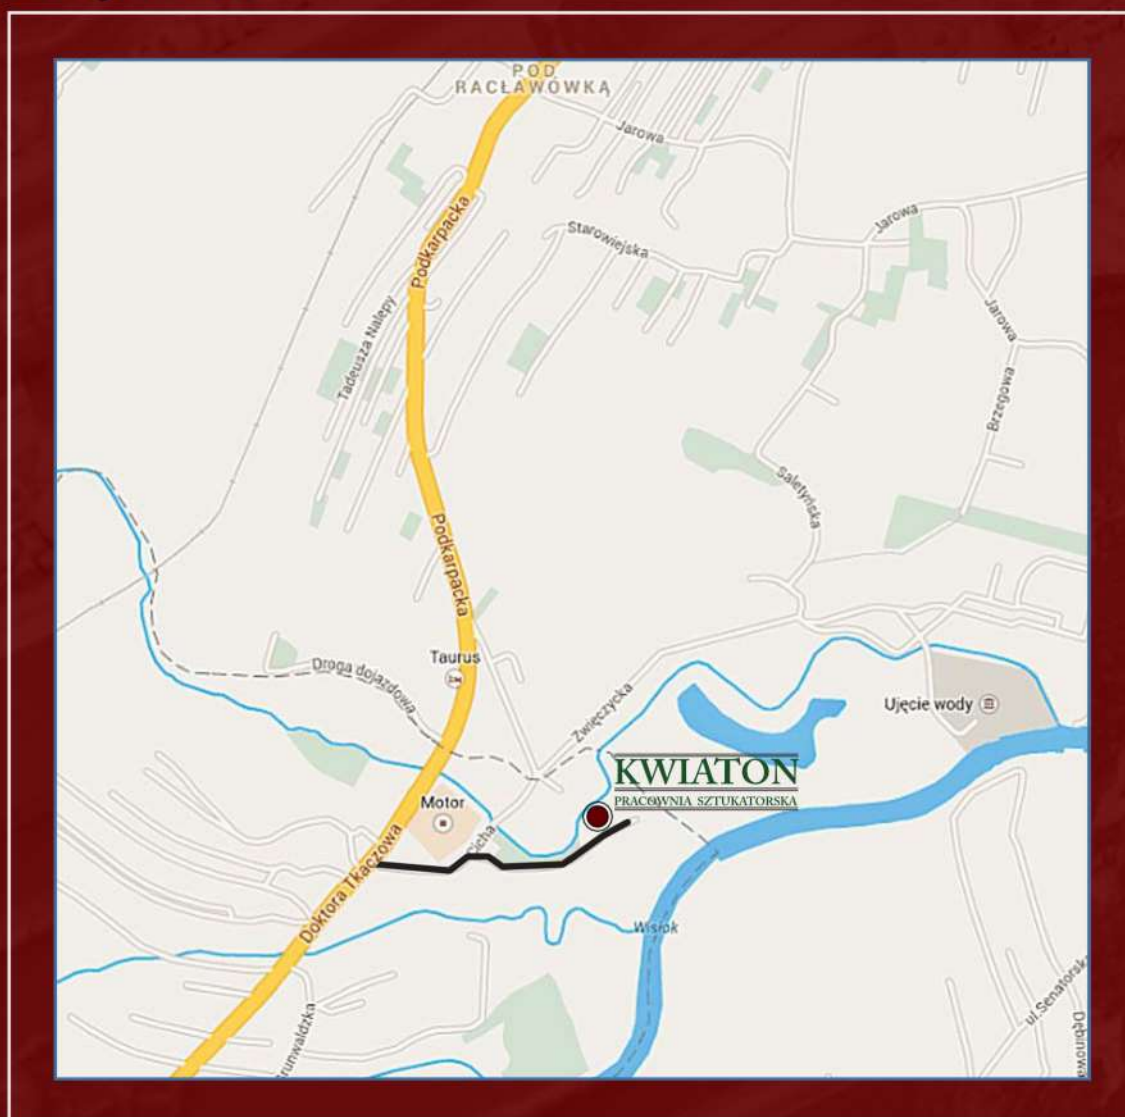 POD
RACŁAWÓWKĄ
Jarowa
Podkarpacka
Starowiejska
Jarowa
Tadeusza Nalepy
Jarowa
Brzegowa
Saletyńska
Podkarpacka
Taurus
Droga dojazdowa
Zwięczycka
Ujęcie wody
KWIATON
PRACOWNIA SZTUKATORSKA
Motor
Cicha
Doktora Tkaczowa
Wisłok
ul.Senatorska
Grunwaldzka
Dębinowa